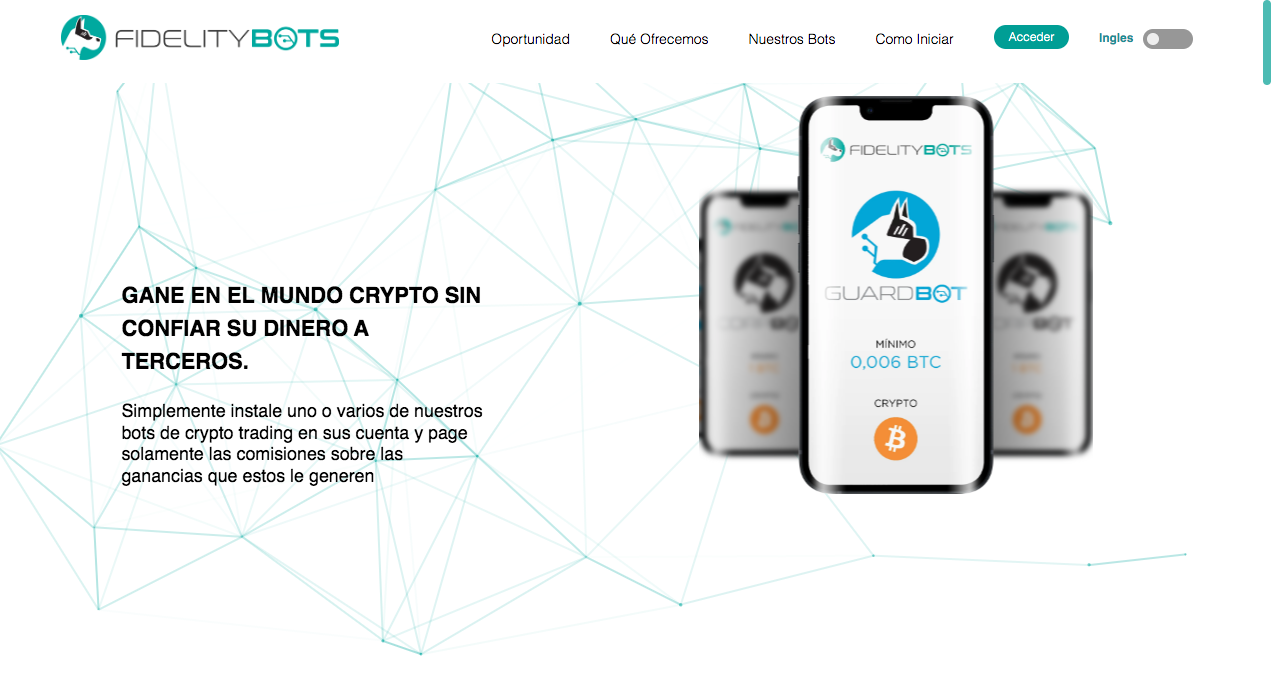 FIDELITYBOTS
Oportunidad
Qué Ofrecemos
Nuestros Bots
Como Iniciar
Acceder
Ingles
GANE EN EL MUNDO CRYPTO SIN
CONFIAR SU DINERO A
TERCEROS.
Simplemente instale uno o varios de nuestros
bots de crypto trading en sus cuenta y page
solamente las comisiones sobre las
ganancias que estos le generen
FIDELITYBOTS
GUARDBOT
MÍNIMO
0,006 BTC
CRYPTO